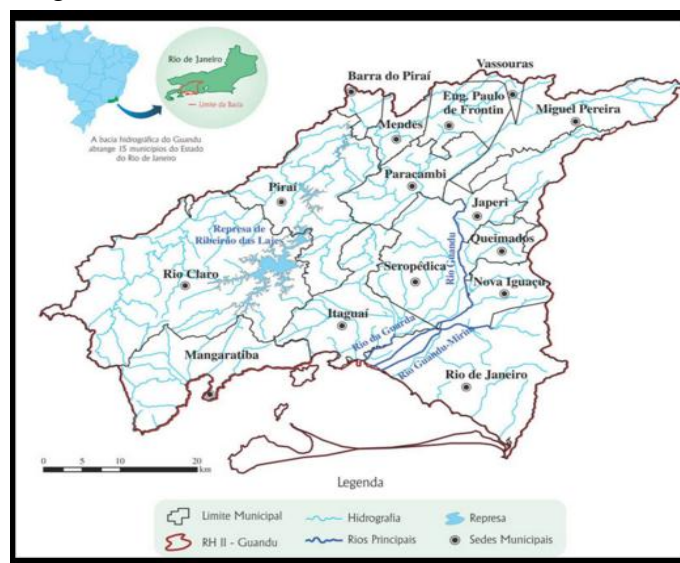 Rio de Janeiro
Limite da Bacia
A bacia hidrográfica do Guandu
abrange 15 municípios do Estado
do Rio de Janeiro
Vassouras
Barra do Piraí
Eng. Paulo
de Frontin
Miguel Pereira
Mendes
Paracambi
Piraí
Japeri
Represa de
Ribeirão das Lajes
Queimados
Rio Guandu
Rio Claro
Seropédica
Nova Iguaçu
Itaguaí
Rio da Guarda
Mangaratiba
Rio Guandu-Mirim
Rio de Janeiro
0 5 10 20
km
Legenda
Limite Municipal
Hidrografia
Represa
RH II - Guandu
Rios Principais
Sedes Municipais